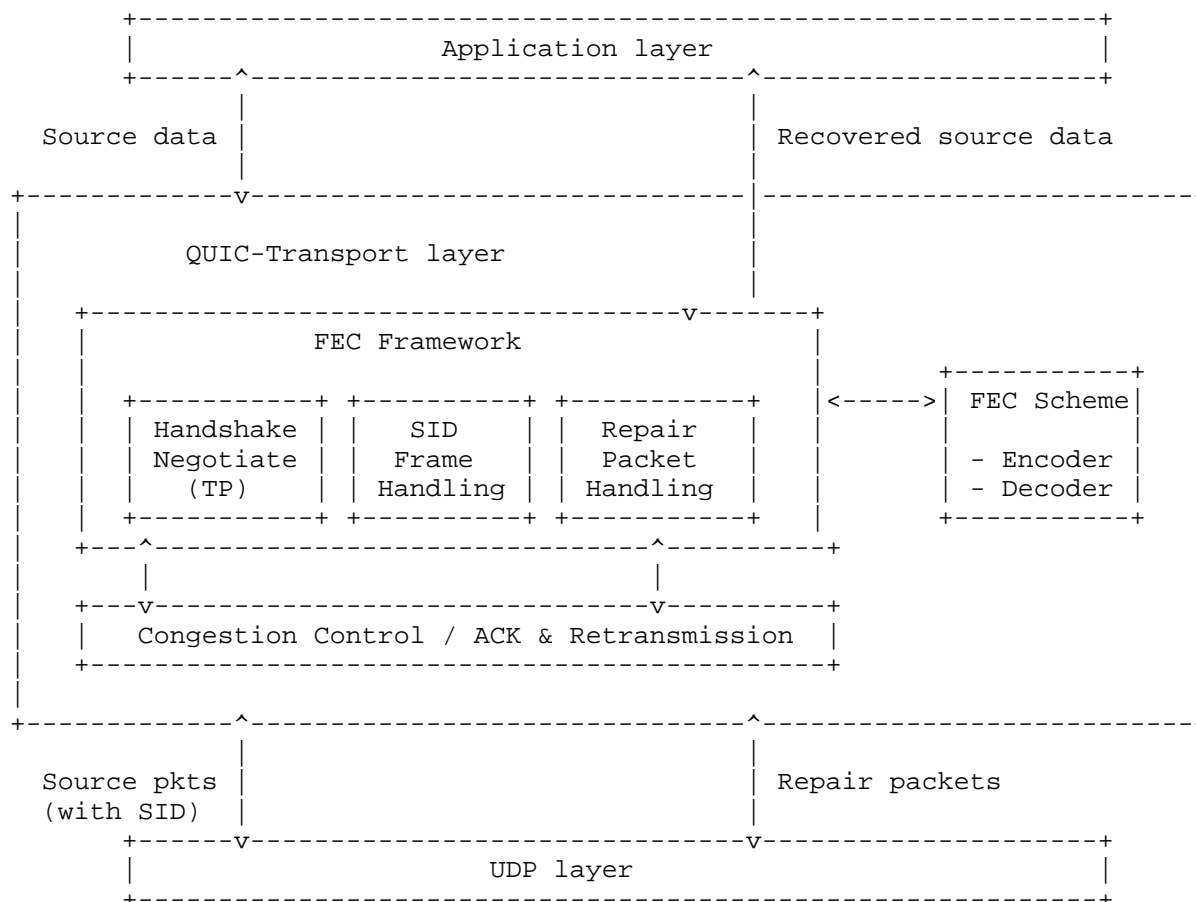 Application layer
Source data Recovered source data
QUIC-Transport layer
FEC Framework
FEC Scheme
Handshake SID Repair
Negotiate Frame Packet - Encoder
(TP) Handling Handling - Decoder
Congestion Control / ACK & Retransmission
Source pkts Repair packets
(with SID)
UDP layer